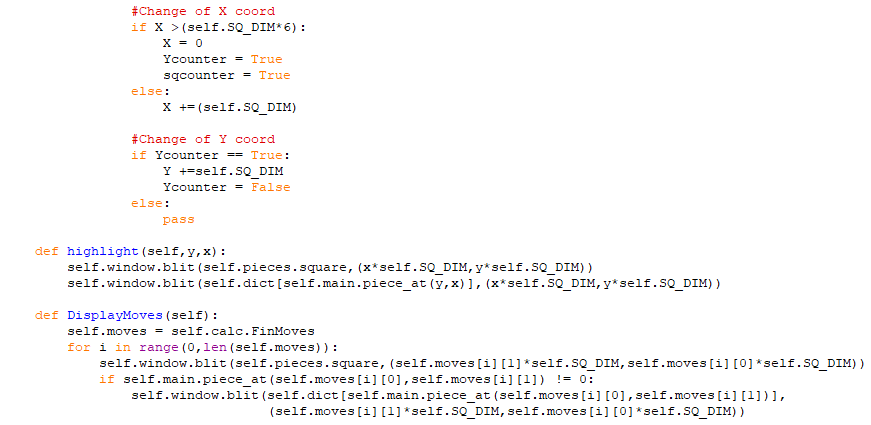 #Change of X coord
if X >(self.SQ_DIM*6):
X = 0
Ycounter = True
sqcounter = True
else:
X +=(self.SQ_DIM)
#Change of Y coord
if Ycounter == True:
Y +=self.SQ_DIM
Ycounter = False
else:
pass
def highlight(self,y,x):
self.window.blit(self.pieces.square,(x*self.SQ_DIM,y*self.SQ_DIM))
self.window.blit(self.dict[self.main.piece_at(y,x)],(x*self.SQ_DIM,y*self.SQ_DIM))
def DisplayMoves(self):
self.moves = self.calc.FinMoves
for i in range(0,len(self.moves)):
self.window.blit(self.pieces.square,(self.moves[i][1]*self.SQ_DIM,self.moves[i][0]*self.SQ_DIM))
if self.main.piece_at(self.moves[i][0],self.moves[i][1]) != 0:
self.window.blit(self.dict[self.main.piece_at(self.moves[i][0],self.moves[i][1])],
(self.moves[i][1]*self.SQ_DIM,self.moves[i][0]*self.SQ_DIM))